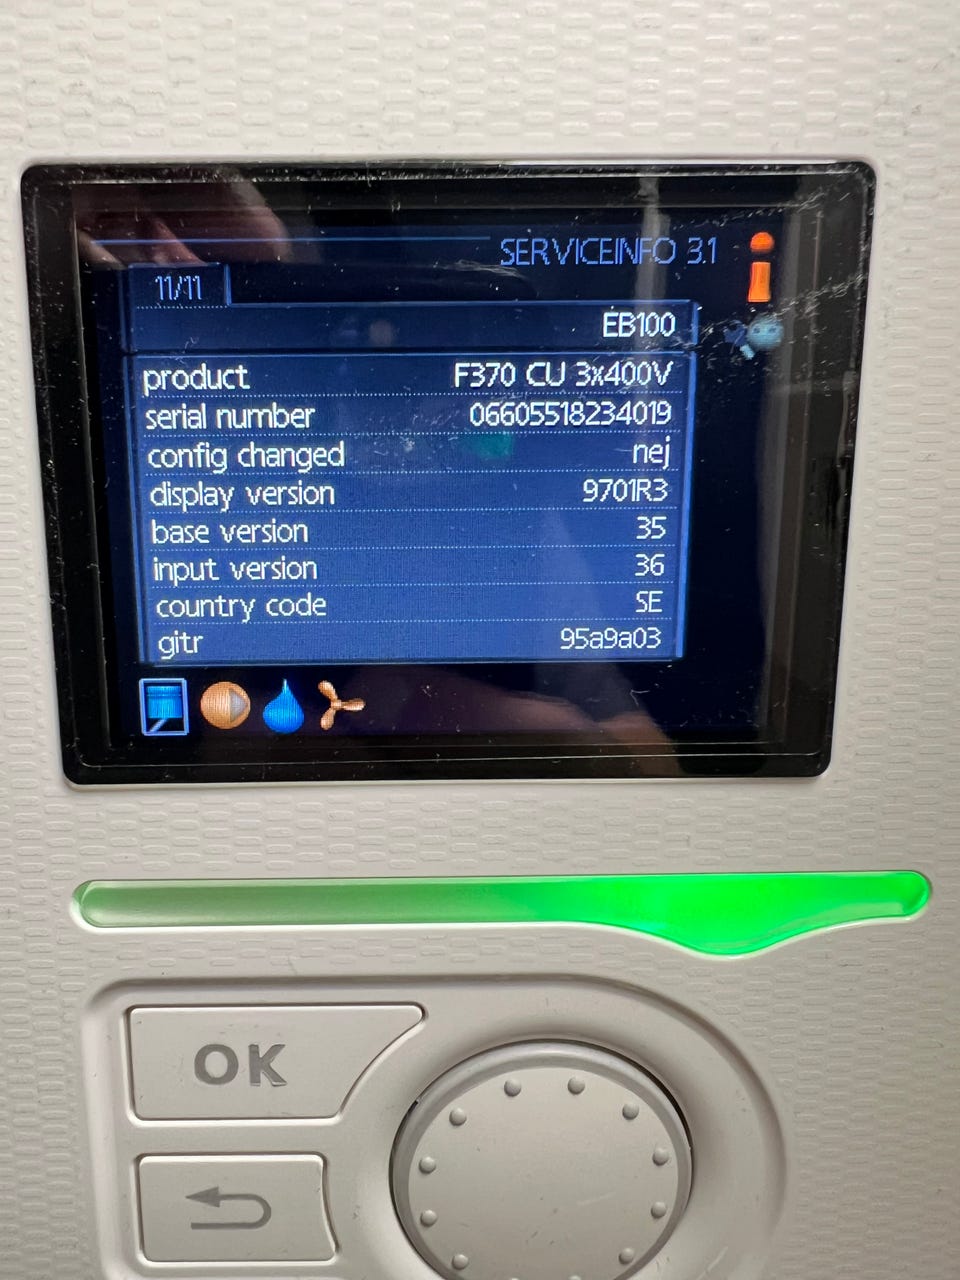 SERVICEINFO 3.1
11/11
EB100
product F370 CU 3x400V
serial number 06605518234019
config changed nej
display version 9701R3
base version 35
input version 36
country code SE
gitr 95a9a03
OK